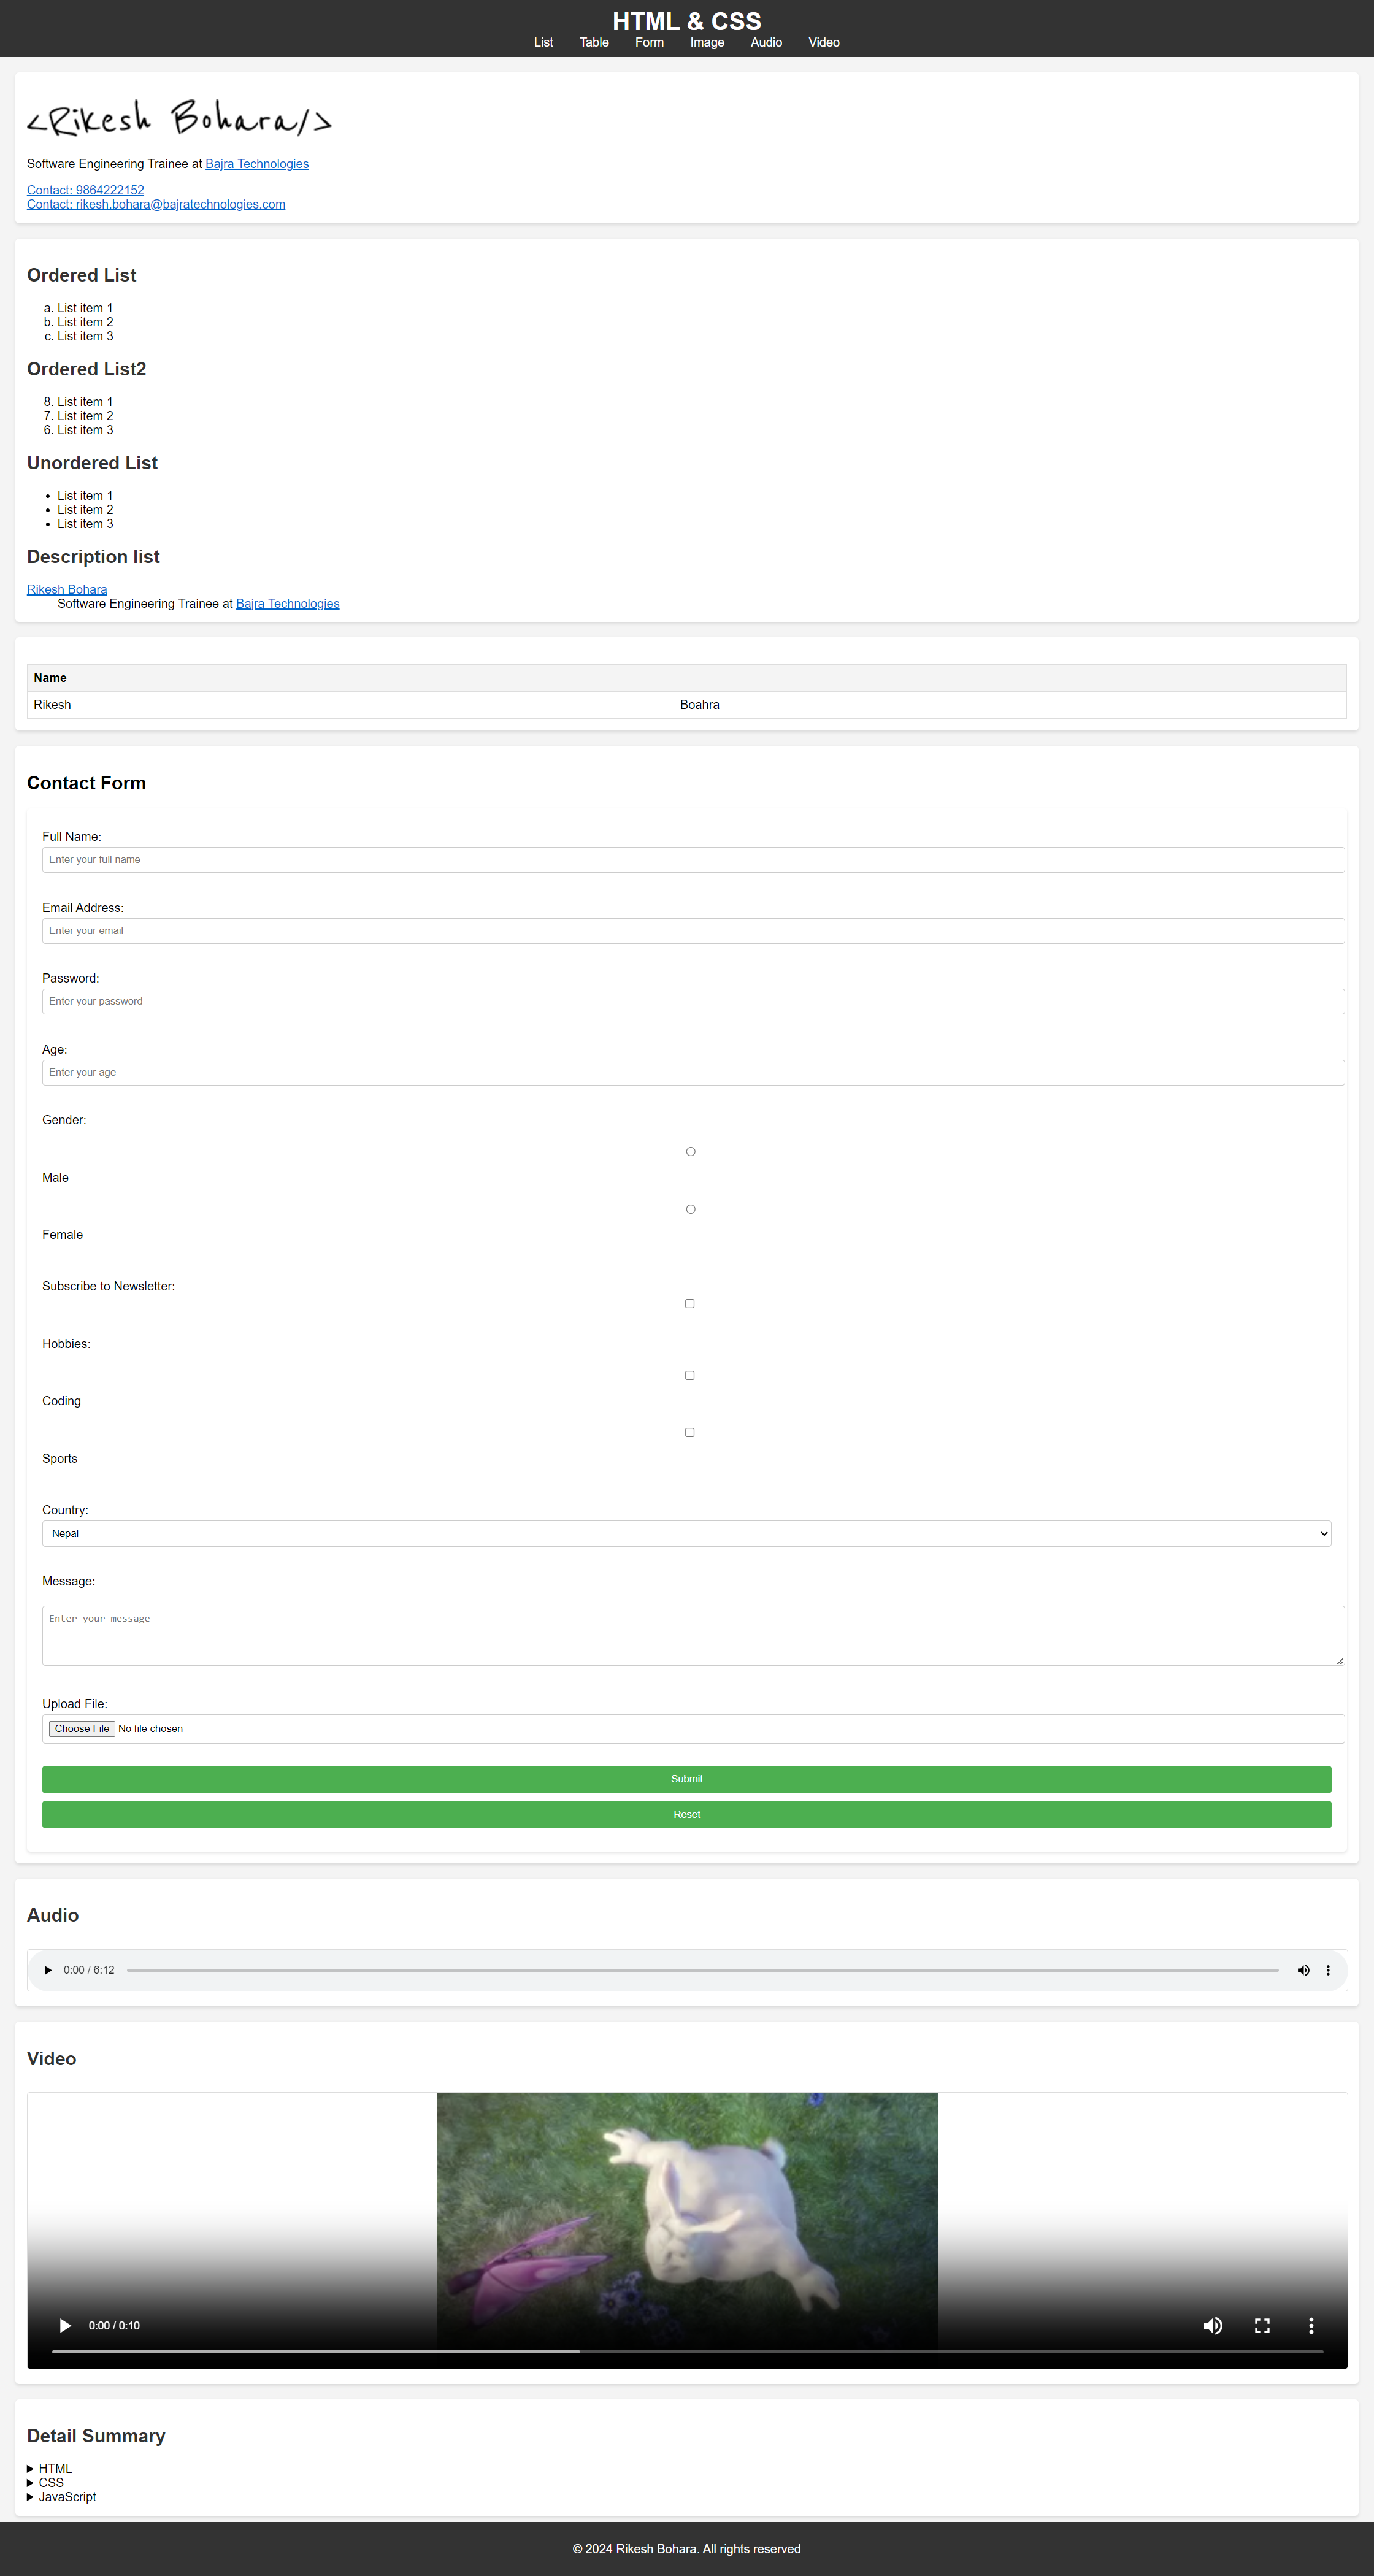 HTML & CSS
List Table Form Image Audio Video
<Rikesh Bohara/>
Software Engineering Trainee at Bajra Technologies
Contact: 9864222152
Contact: rikesh.bohara@bajratechnologies.com
Ordered List
a. List item 1
b. List item 2
c. List item 3
Ordered List2
8. List item 1
7. List item 2
6. List item 3
Unordered List
• List item 1
• List item 2
• List item 3
Description list
Rikesh Bohara
Software Engineering Trainee at Bajra Technologies
Name
Rikesh Boahra
Contact Form
Full Name:
Enter your full name
Email Address:
Enter your email
Password:
Enter your password
Age:
Enter your age
Gender:
Male
Female
Subscribe to Newsletter:
Hobbies:
Coding
Sports
Country:
Nepal
Message:
Enter your message
Upload File:
Choose File No file chosen
Submit
Reset
Audio
0:00 / 6:12
Video
0:00 / 0:10
Detail Summary
HTML
CSS
JavaScript
© 2024 Rikesh Bohara. All rights reserved